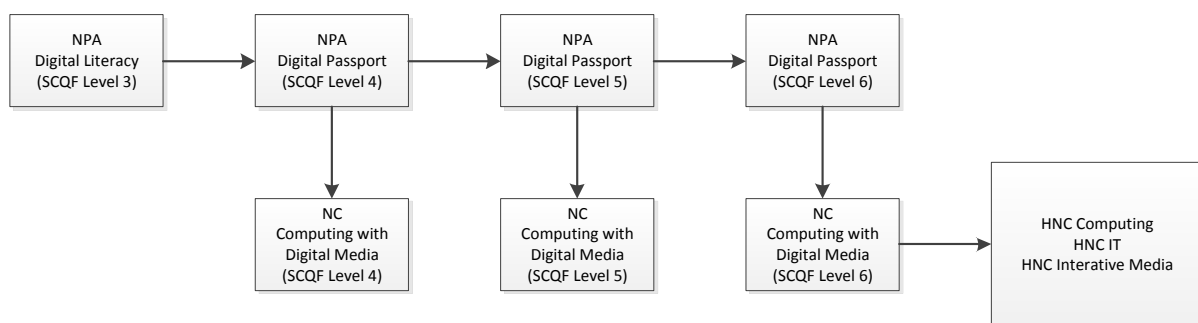 NPA
Digital Literacy
(SCQF Level 3)
NPA
Digital Passport
(SCQF Level 4)
NPA
Digital Passport
(SCQF Level 5)
NPA
Digital Passport
(SCQF Level 6)
NC
Computing with
Digital Media
(SCQF Level 4)
NC
Computing with
Digital Media
(SCQF Level 5)
NC
Computing with
Digital Media
(SCQF Level 6)
HNC Computing
HNC IT
HNC Interative Media